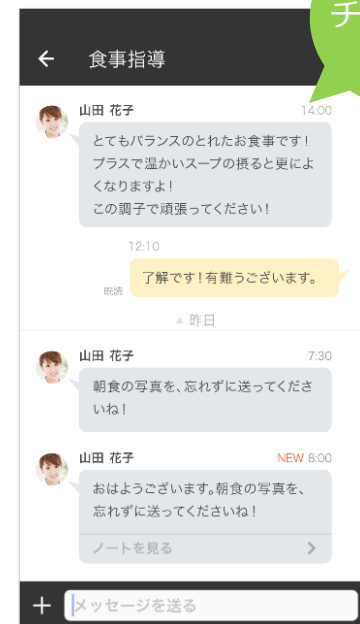 チ
食事指導
山田 花子
14:00
とてもバランスのとれたお食事です!
プラスで温かいスープの摂ると更によ
くなりますよ!
この調子で頑張ってください!
12:10
了解です!有難うございます。
既読
▲ 昨日
山田 花子
7:30
朝食の写真を、忘れずに送ってくださ
いね!
山田 花子
NEW 8:00
おはようございます。朝食の写真を、
忘れずに送ってくださいね!
ノートを見る
メッセージを送る